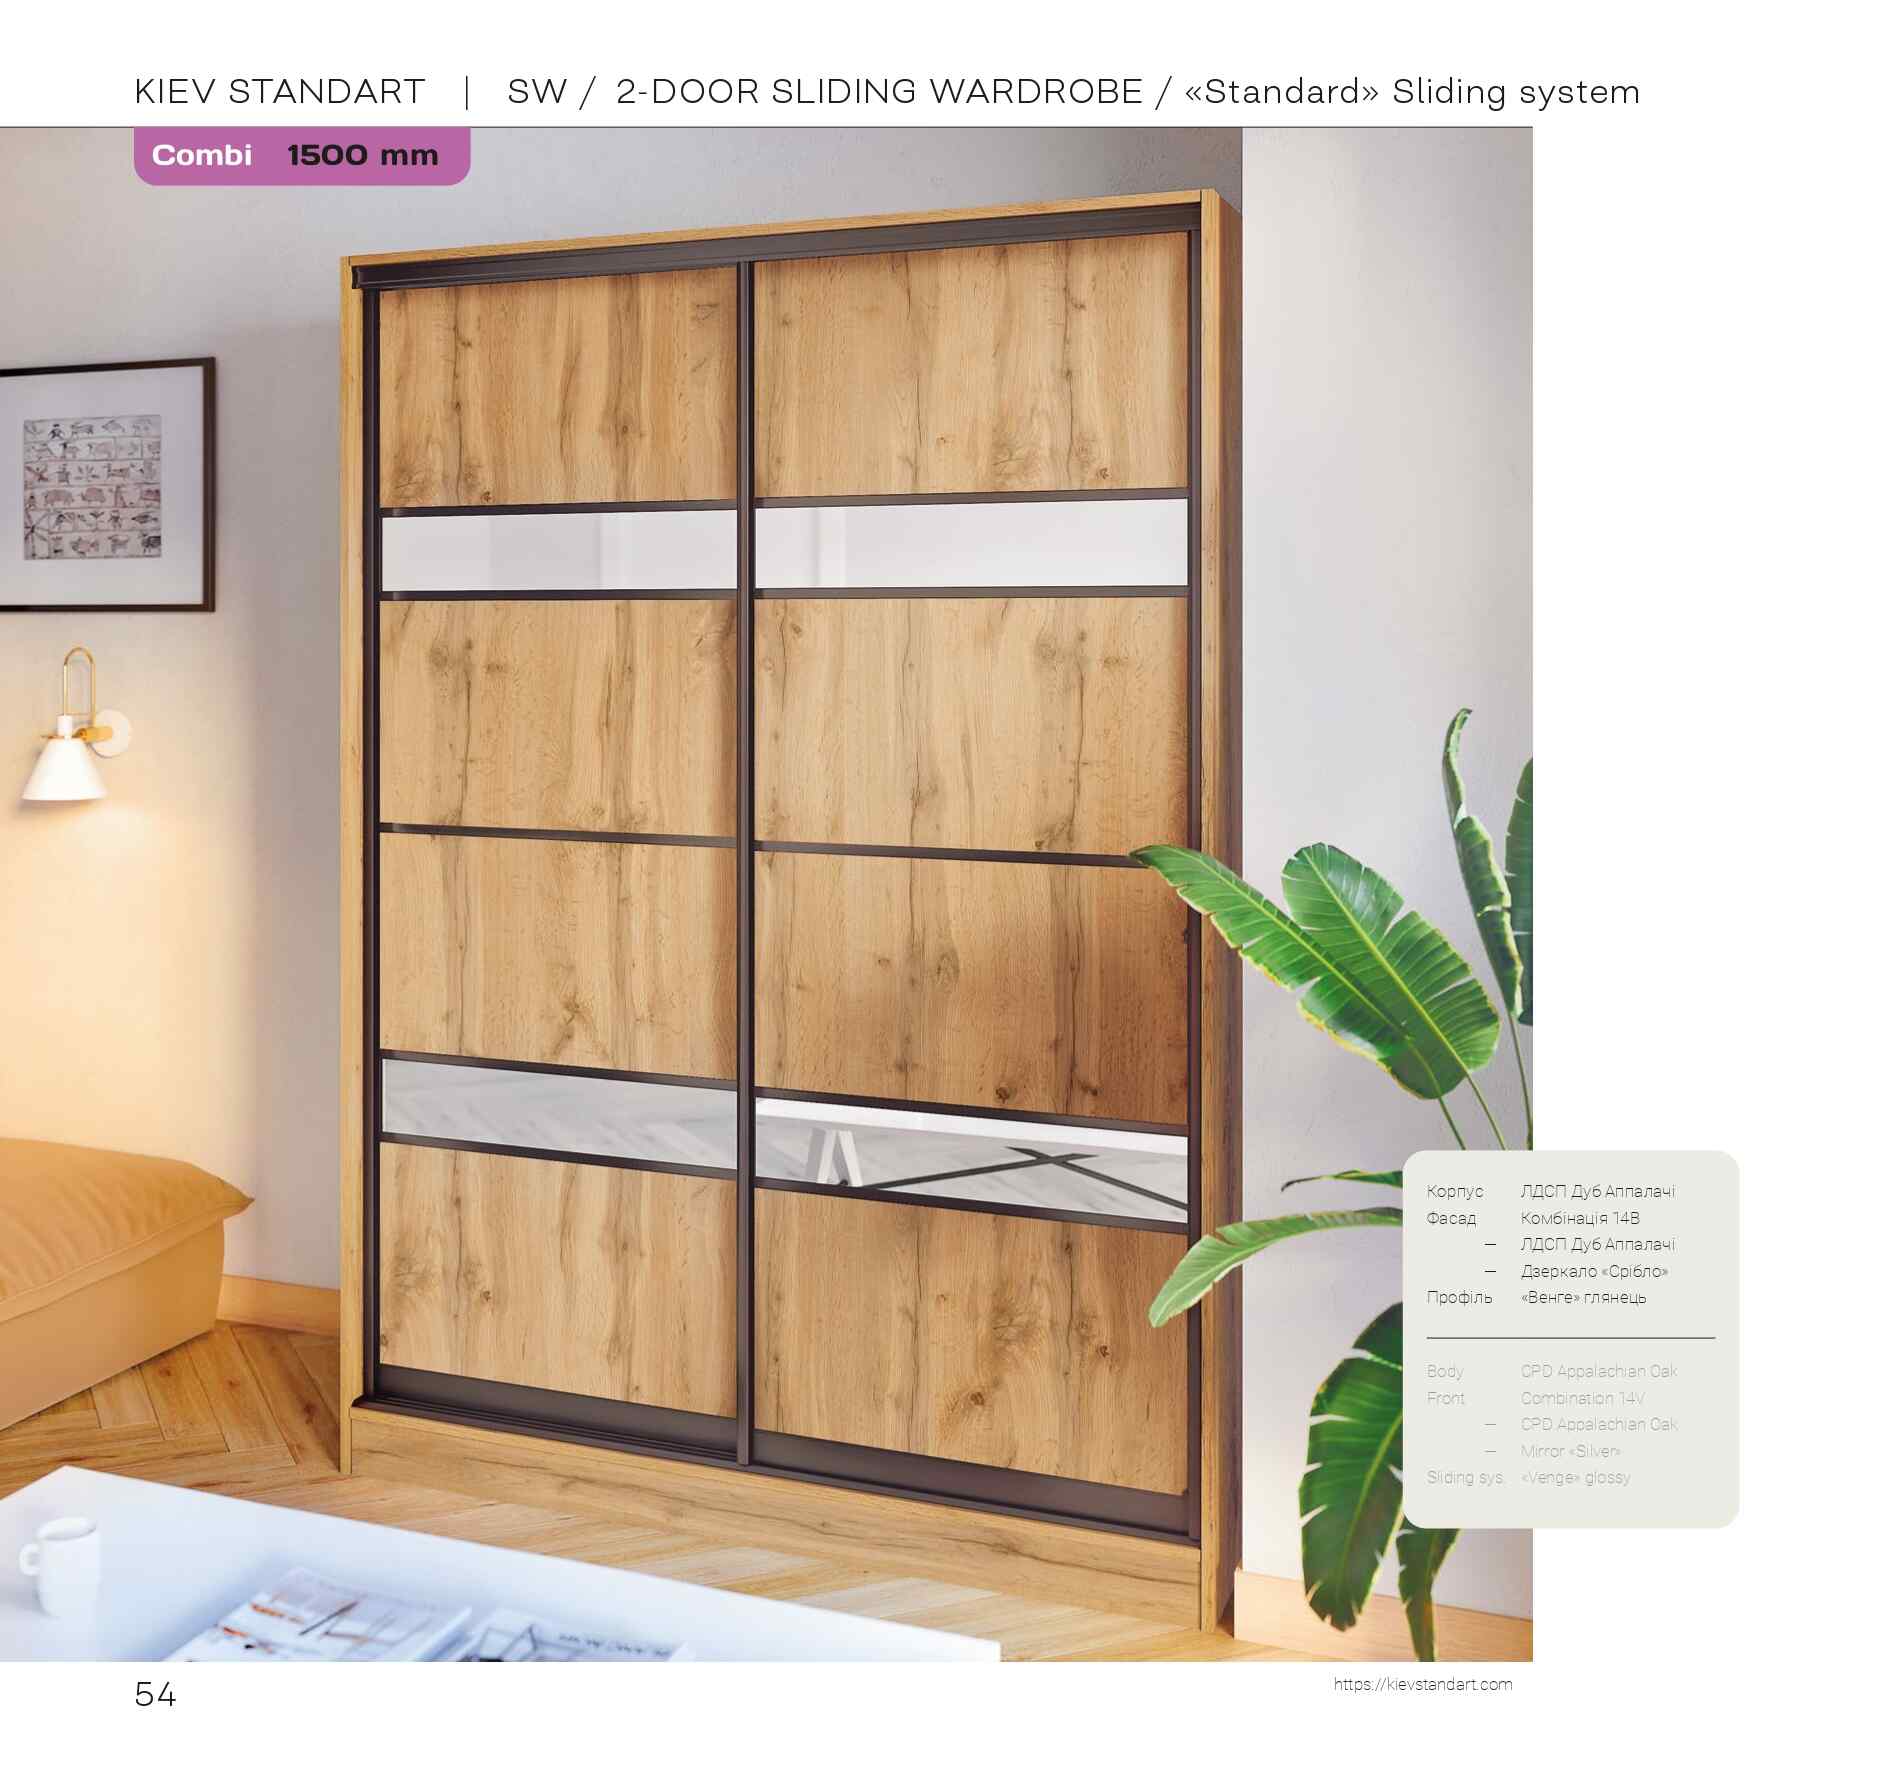 KIEV STANDART | SW / 2-DOOR SLIDING WARDROBE / «Standard» Sliding system
Combi 1500 mm
Корпус ЛДСП Дуб Аппалачі
Фасад Комбінація 14В
— ЛДСП Дуб Аппалачі
— Дзеркало «Срібло»
Профіль «Венге» глянець
Body CPD Appalachian Oak
Front Combination 14V
— CPD Appalachian Oak
— Mirror «Silver»
Sliding sys. «Venge» glossy
54
https://kievstandart.com